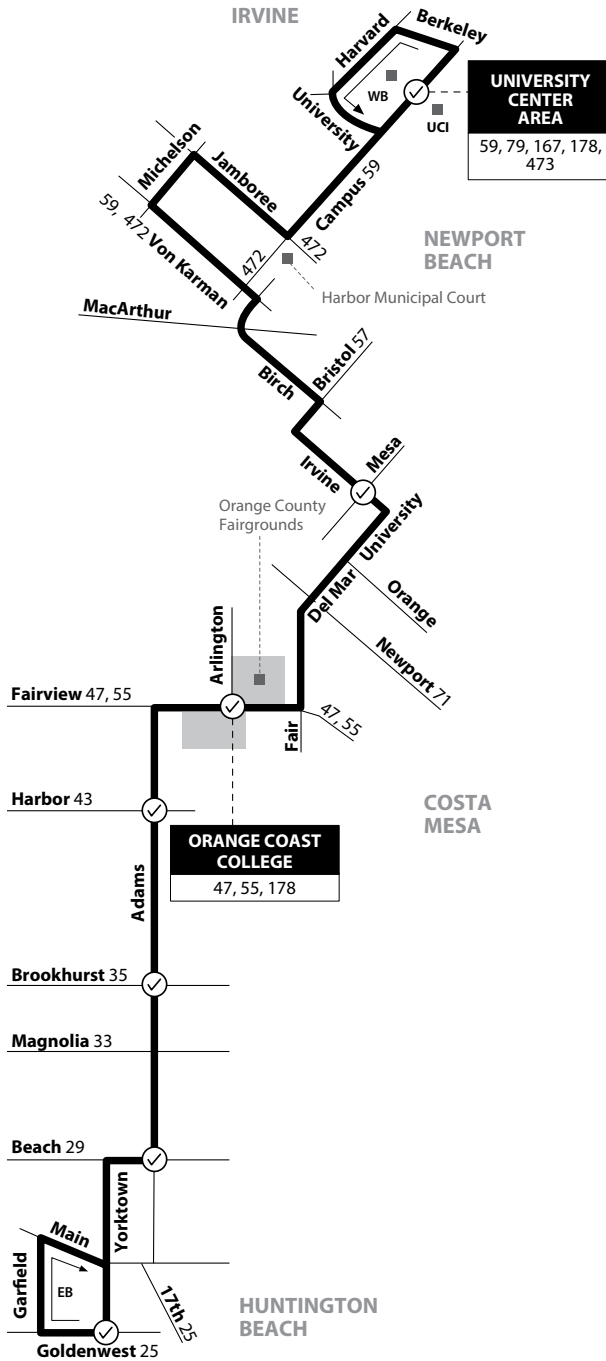 IRVINE
Berkeley
Harvard
WB
University
UCI
UNIVERSITY
CENTER
AREA
59, 79, 167, 178,
473
Michelson
Jamboree
Campus 59
59, 472
Von Karman
472
472
NEWPORT
BEACH
Harbor Municipal Court
MacArthur
Birch
Bristol 57
Irvine
Mesa
Orange County
Fairgrounds
University
Del Mar
Orange
Newport 71
Arlington
Fairview 47, 55
Fair
47, 55
Harbor 43
COSTA
MESA
ORANGE COAST
COLLEGE
47, 55, 178
Adams
Brookhurst 35
Magnolia 33
Beach 29
Yorktown
Main
Garfield
EB
17th 25
HUNTINGTON
BEACH
Goldenwest 25